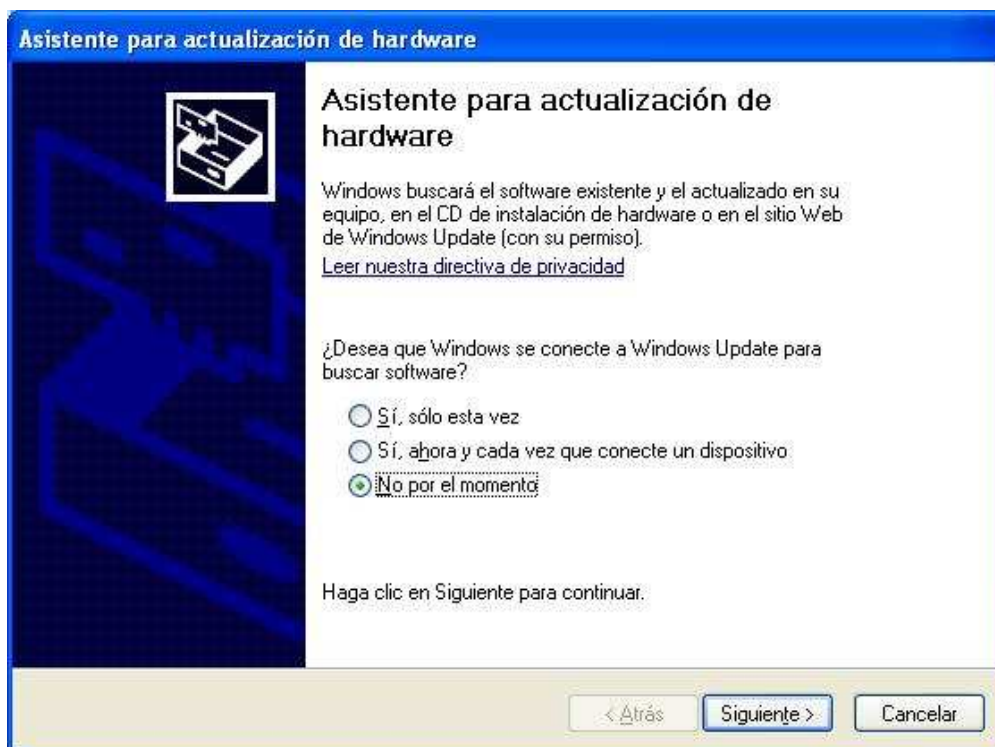 Asistente para actualización de hardware
Asistente para actualización de
hardware
Windows buscará el software existente y el actualizado en su
equipo, en el CD de instalación de hardware o en el sitio Web
de Windows Update (con su permiso).
Leer nuestra directiva de privacidad
¿Desea que Windows se conecte a Windows Update para
buscar software?
Sí, sólo esta vez
Sí, ahora y cada vez que conecte un dispositivo
No por el momento
Haga clic en Siguiente para continuar.
< Atrás Siguiente > Cancelar